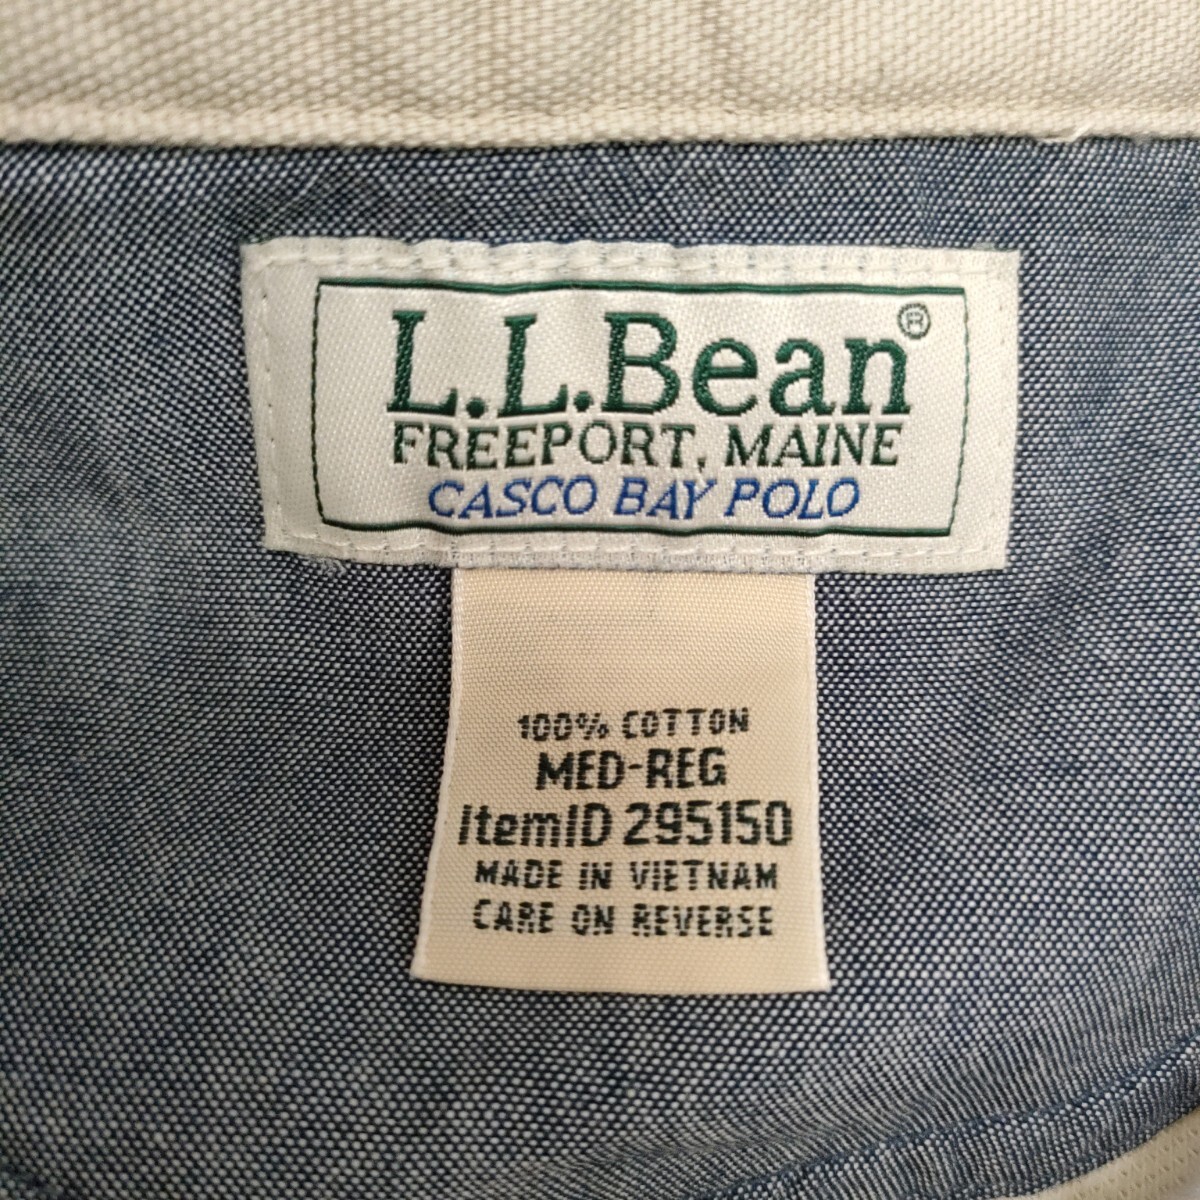 L.L.Bean®
FREEPORT, MAINE
CASCO BAY POLO
100% COTTON
MED-REG
ItemID 295150
MADE IN VIETNAM
CARE ON REVERSE